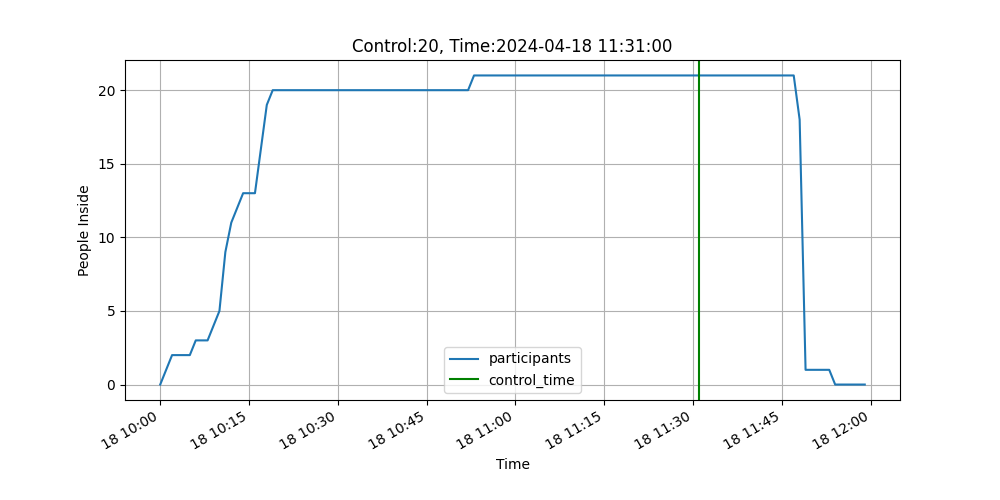 Control:20, Time:2024-04-18 11:31:00
People Inside
20
15
10
5
0
participants
control_time
18 10:00
18 10:15
18 10:30
18 10:45
18 11:00
18 11:15
18 11:30
18 11:45
18 12:00
Time